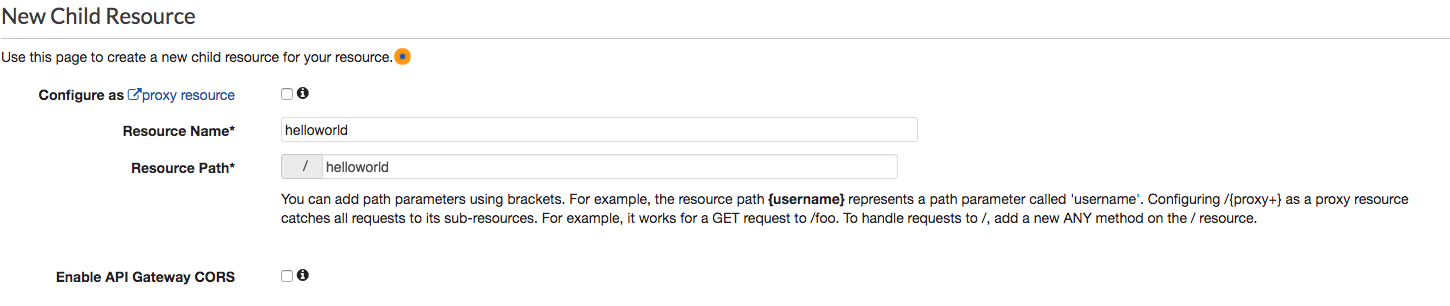 New Child Resource
Use this page to create a new child resource for your resource.
Configure as proxy resource
Resource Name* helloworld
Resource Path* / helloworld
You can add path parameters using brackets. For example, the resource path {username} represents a path parameter called 'username'. Configuring /{proxy+} as a proxy resource
catches all requests to its sub-resources. For example, it works for a GET request to /foo. To handle requests to /, add a new ANY method on the / resource.
Enable API Gateway CORS